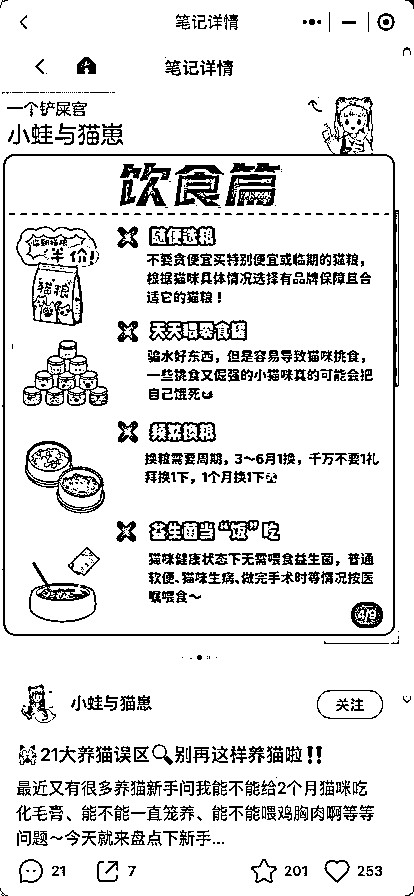 笔记详情
笔记详情
一个铲屎官
小蛙与猫崽
饮食篇
临期猫粮
半价!
猫粮
随便选粮
不要贪便宜买特别便宜或临期的猫粮，
根据猫咪具体情况选择有品牌保障且合
适它的猫粮！
天天喂零食罐
骗水好东西，但是容易导致猫咪挑食，
一些挑食又倔强的小猫咪真的可能会把
自己饿死
频繁换粮
换粮需要周期，3～6月1换，千万不要1礼
拜换1下，1个月换1下
益生菌当“饭”吃
猫咪健康状态下无需喂食益生菌，普通
软便、猫咪生病、做完手术时等情况按医
嘱喂食～
4/9
小蛙与猫崽
关注
21大养猫误区🔍别再这样养猫啦‼️
最近又有很多养猫新手问我能不能给2个月猫咪吃
化毛膏、能不能一直笼养、能不能喂鸡胸肉啊等等
问题～今天就来盘点下新手...
21
7
201
253